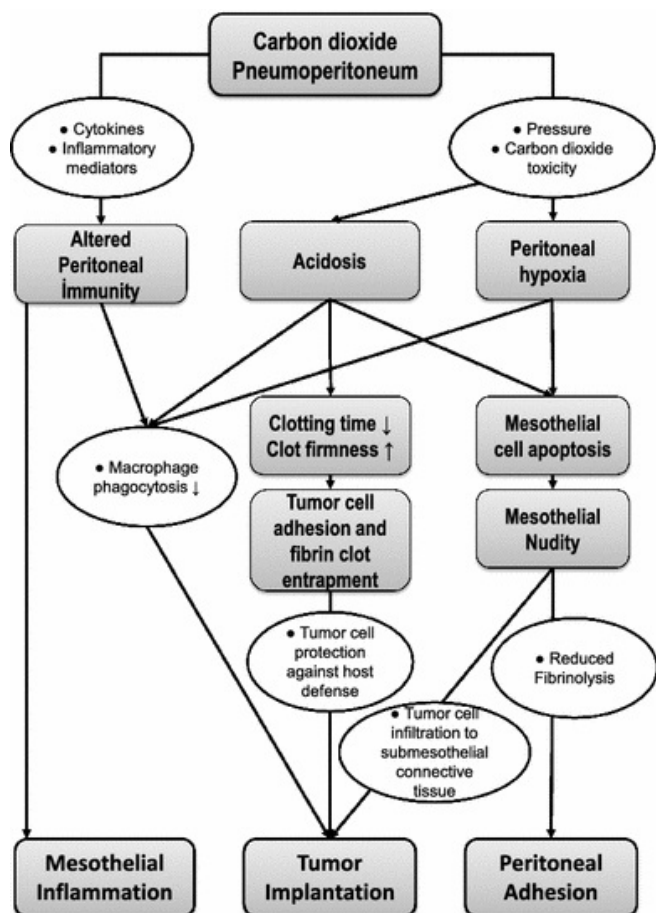 Carbon dioxide
Pneumoperitoneum
● Cytokines
● Inflammatory
mediators
● Pressure
● Carbon dioxide
toxicity
Altered
Peritoneal
İmmunity
Acidosis
Peritoneal
hypoxia
● Macrophage
phagocytosis ↓
Clotting time ↓
Clot firmness ↑
Mesothelial
cell apoptosis
Tumor cell
adhesion and
fibrin clot
entrapment
Mesothelial
Nudity
● Tumor cell
protection
against host
defense
● Reduced
Fibrinolysis
● Tumor cell
infiltration to
submesothelial
connective
tissue
Mesothelial
Inflammation
Tumor
Implantation
Peritoneal
Adhesion